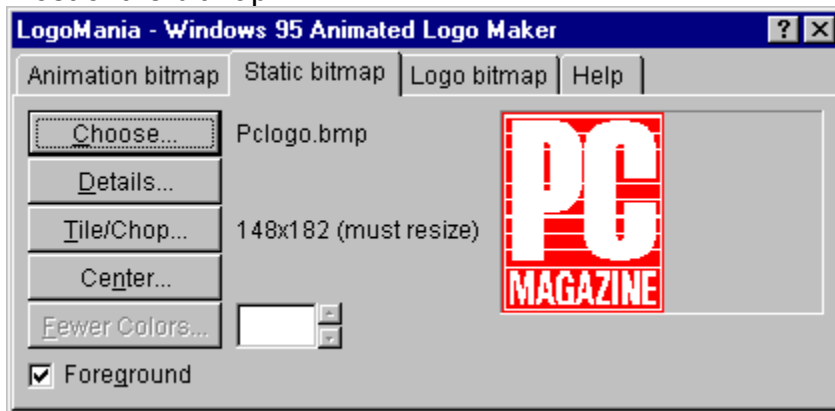 LogoMania - Windows 95 Animated Logo Maker
Animation bitmap Static bitmap Logo bitmap Help
Choose... Pclogo.bmp
Details...
Tile/Chop... 148x182 (must resize)
Center...
Fewer Colors...
Foreground
PC
MAGAZINE